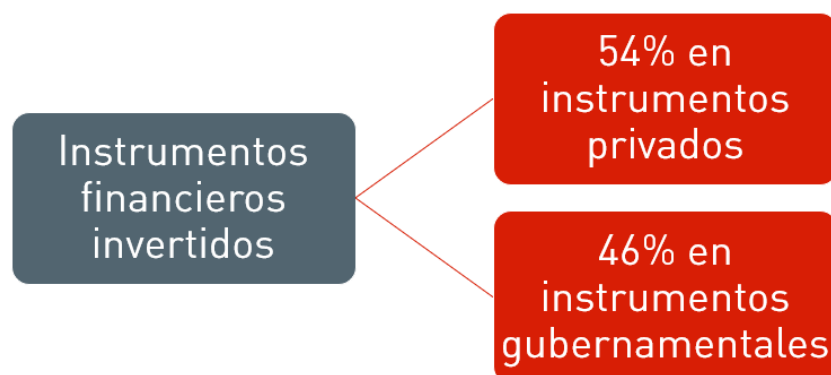 Instrumentos
financieros
invertidos
54% en
instrumentos
privados
46% en
instrumentos
gubernamentales